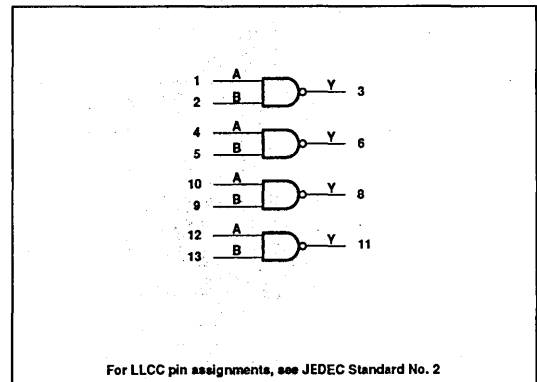 1 A
2 B Y 3
4 A
5 B Y 6
10 A
9 B Y 8
12 A
13 B Y 11
For LLCC pin assignments, see JEDEC Standard No. 2